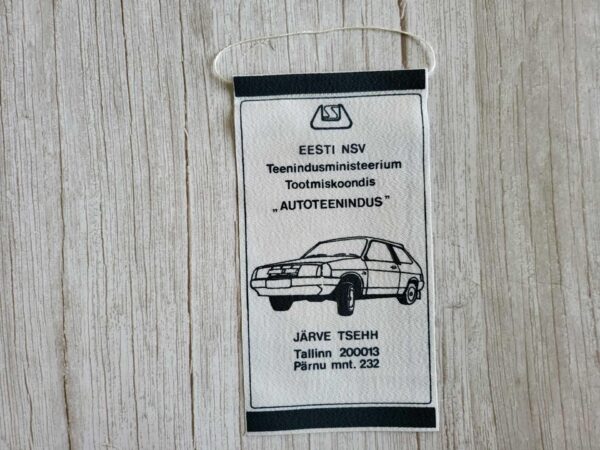 EESTI NSV
Teenindusministeerium
Tootmiskoondis
„AUTOTEENINDUS”
JÄRVE TSEHH
Tallinn 200013
Pärnu mnt. 232